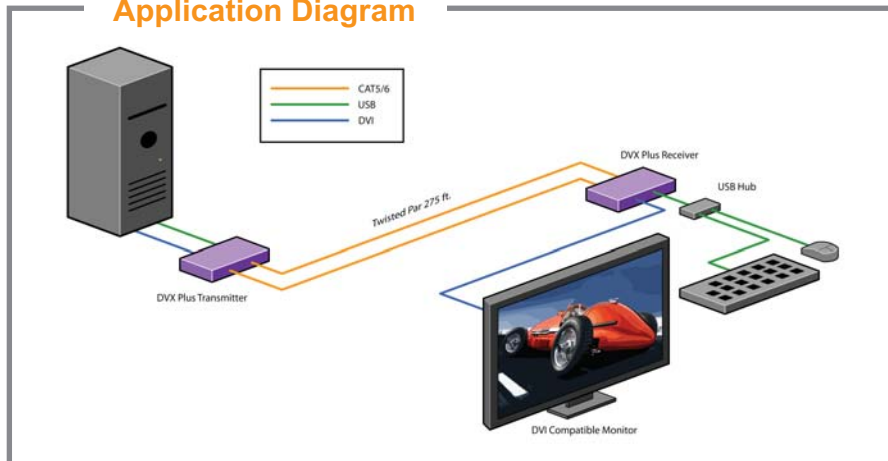 Application Diagram
CAT5/6
USB
DVI
DVX Plus Receiver
USB Hub
Twisted Par 275 ft.
DVX Plus Transmitter
DVI Compatible Monitor